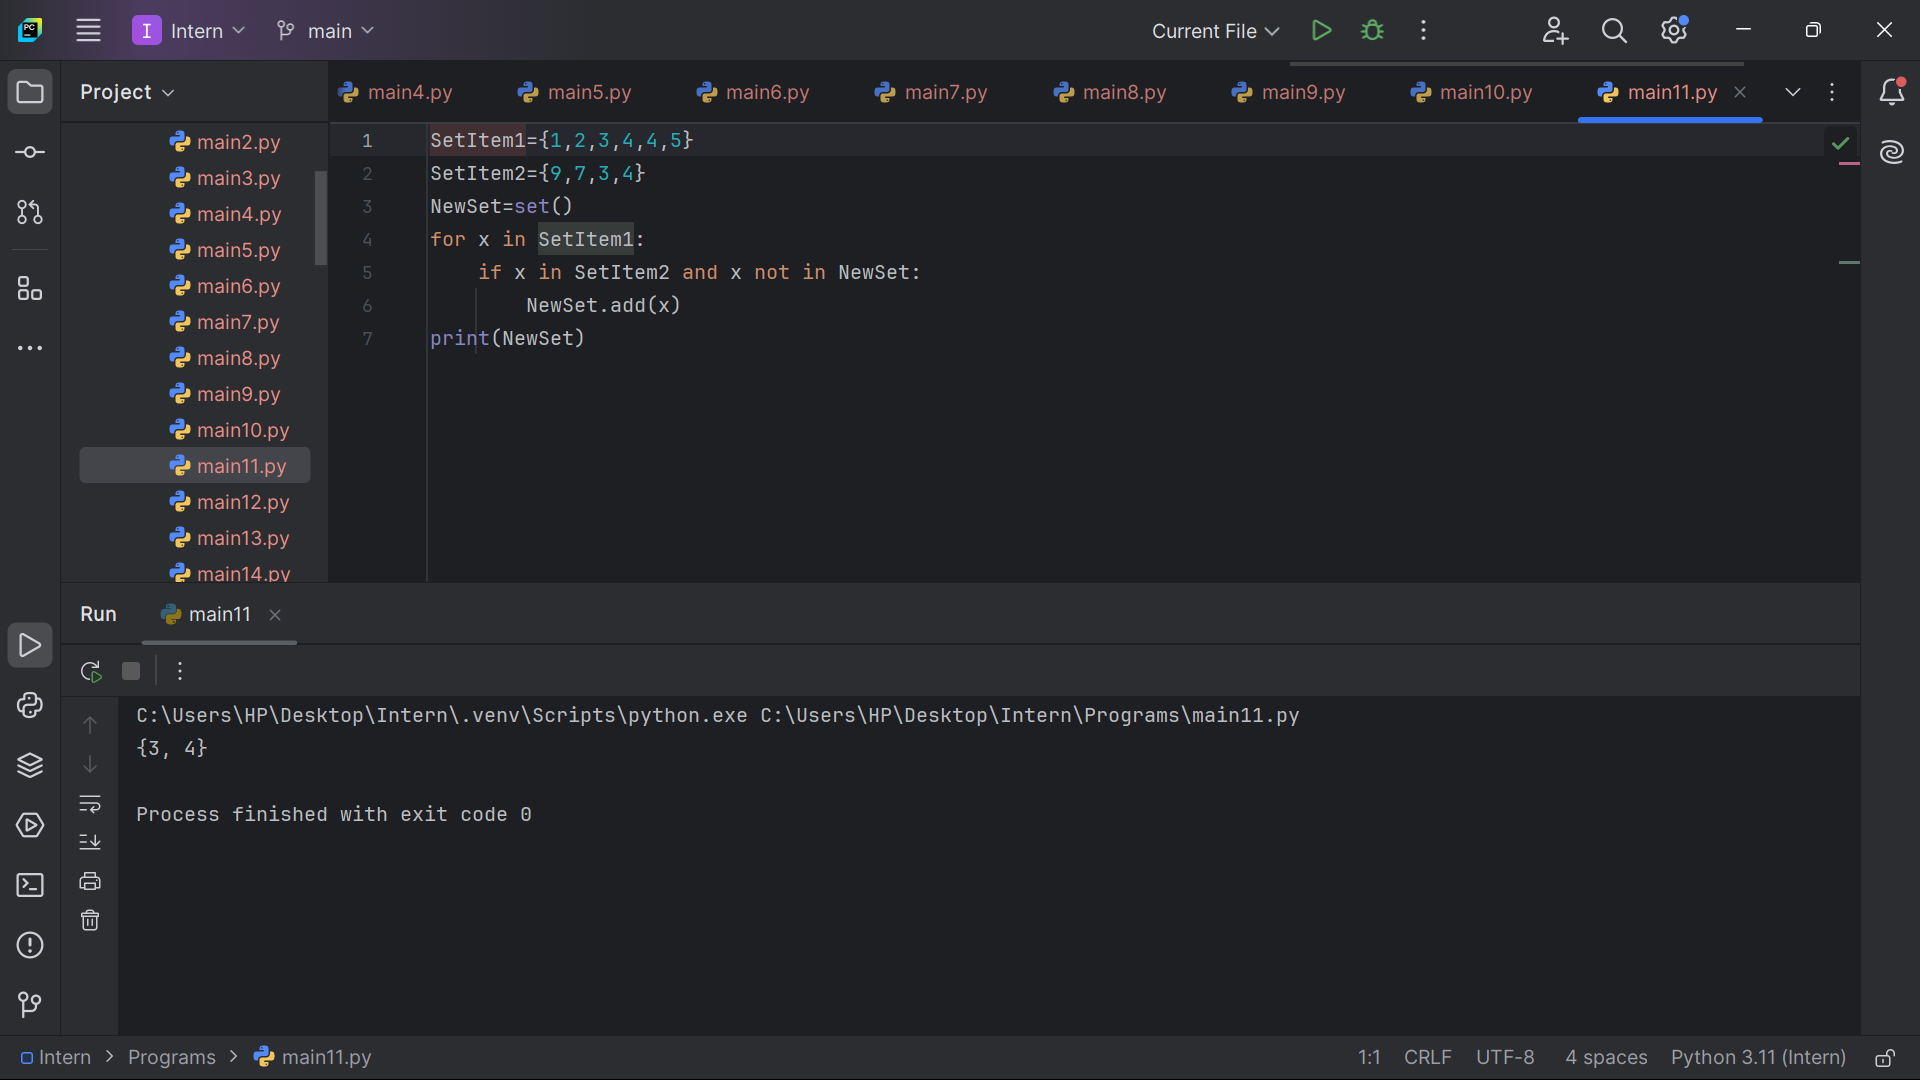 PC
I Intern main Current File
Project
main4.py main5.py main6.py main7.py main8.py main9.py main10.py main11.py
main2.py
main3.py
main4.py
main5.py
main6.py
main7.py
main8.py
main9.py
main10.py
main11.py
main12.py
main13.py
main14.py
1 SetItem1={1,2,3,4,4,5}
2 SetItem2={9,7,3,4}
3 NewSet=set()
4 for x in SetItem1:
5     if x in SetItem2 and x not in NewSet:
6         NewSet.add(x)
7 print(NewSet)
Run main11
C:\Users\HP\Desktop\Intern\.venv\Scripts\python.exe C:\Users\HP\Desktop\Intern\Programs\main11.py
{3, 4}
Process finished with exit code 0
Intern > Programs > main11.py 1:1 CRLF UTF-8 4 spaces Python 3.11 (Intern)